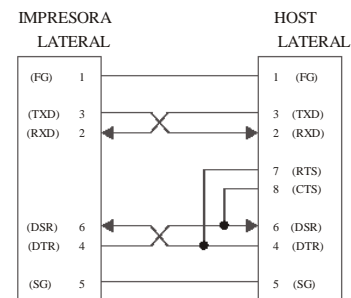 IMPRESORA HOST
LATERAL LATERAL
(FG) 1 1 (FG)
(TXD) 3 3 (TXD)
(RXD) 2 2 (RXD)
7 (RTS)
8 (CTS)
(DSR) 6 6 (DSR)
(DTR) 4 4 (DTR)
(SG) 5 5 (SG)